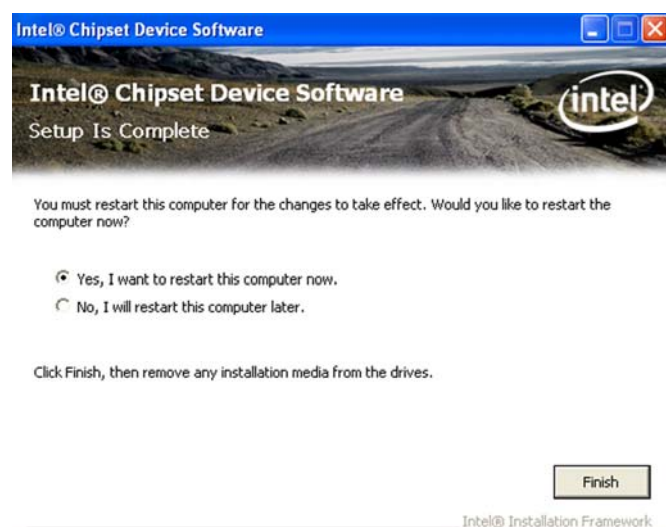 Intel® Chipset Device Software
Intel® Chipset Device Software
intel
Setup Is Complete
You must restart this computer for the changes to take effect. Would you like to restart the
computer now?
Yes, I want to restart this computer now.
No, I will restart this computer later.
Click Finish, then remove any installation media from the drives.
Finish
Intel® Installation Framework